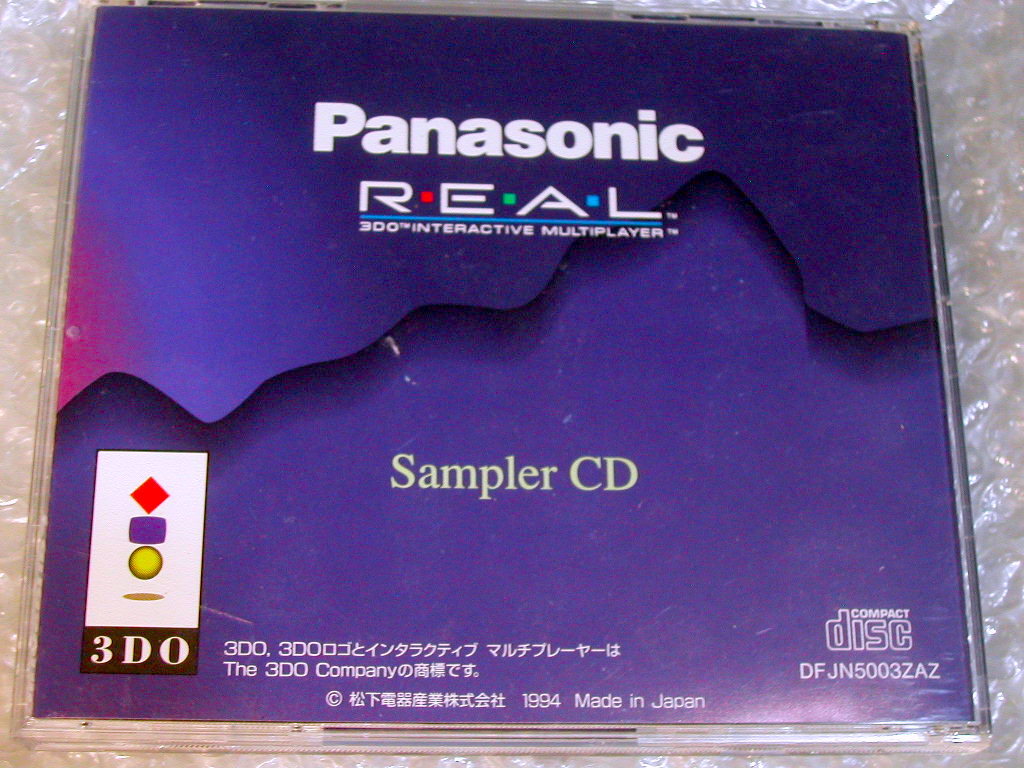 Panasonic
R·E·A·L™
3DO™INTERACTIVE MULTIPLAYER™
Sampler CD
3DO
3DO, 3DOロゴとインタラクティブ マルチプレーヤーは
The 3DO Companyの商標です。
© 松下電器産業株式会社 1994 Made in Japan
COMPACT
disc
DFJN5003ZAZ